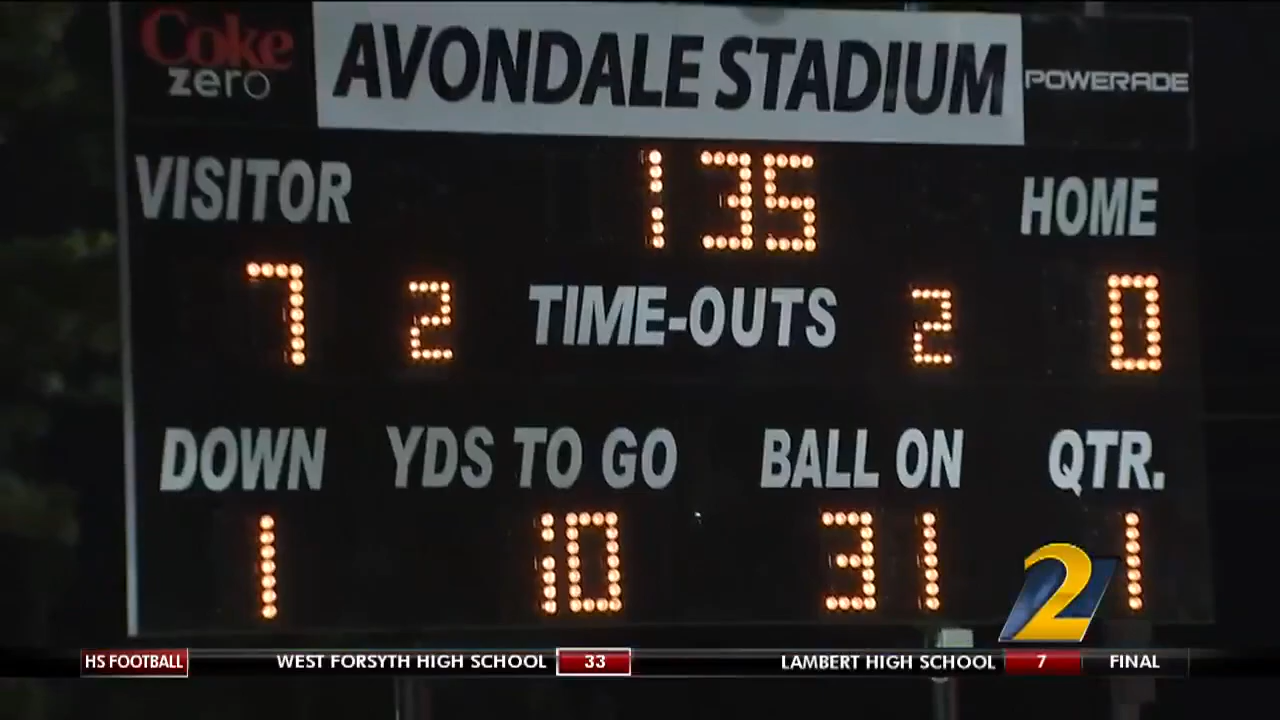 Coke
zero
AVONDALE STADIUM
POWERADE
VISITOR
1 35
HOME
7
2
TIME-OUTS
2
0
DOWN
YDS TO GO
BALL ON
QTR.
1
10
31
1
2
HS FOOTBALL
WEST FORSYTH HIGH SCHOOL 33
LAMBERT HIGH SCHOOL 7 FINAL